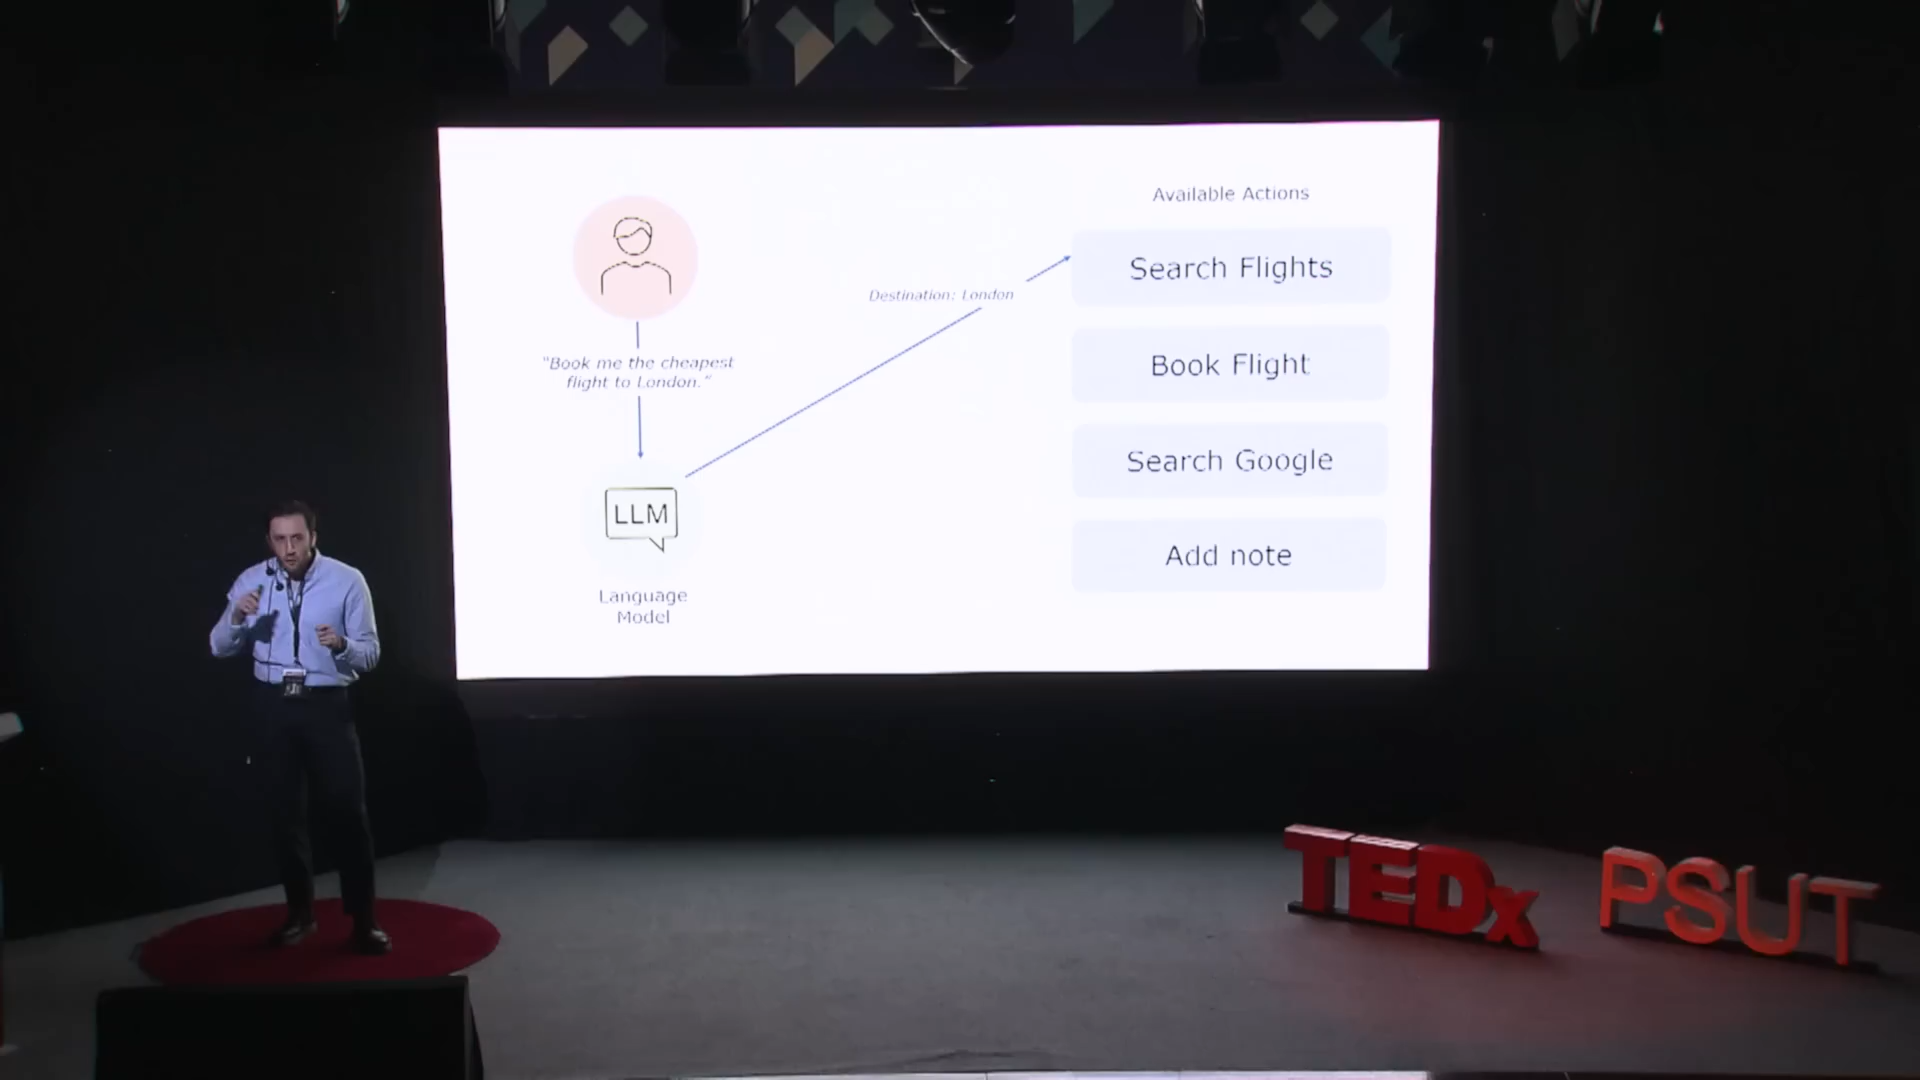 Available Actions
Search Flights
Destination: London
"Book me the cheapest
flight to London."
Book Flight
Search Google
LLM
Add note
Language
Model
TEDx PSUT